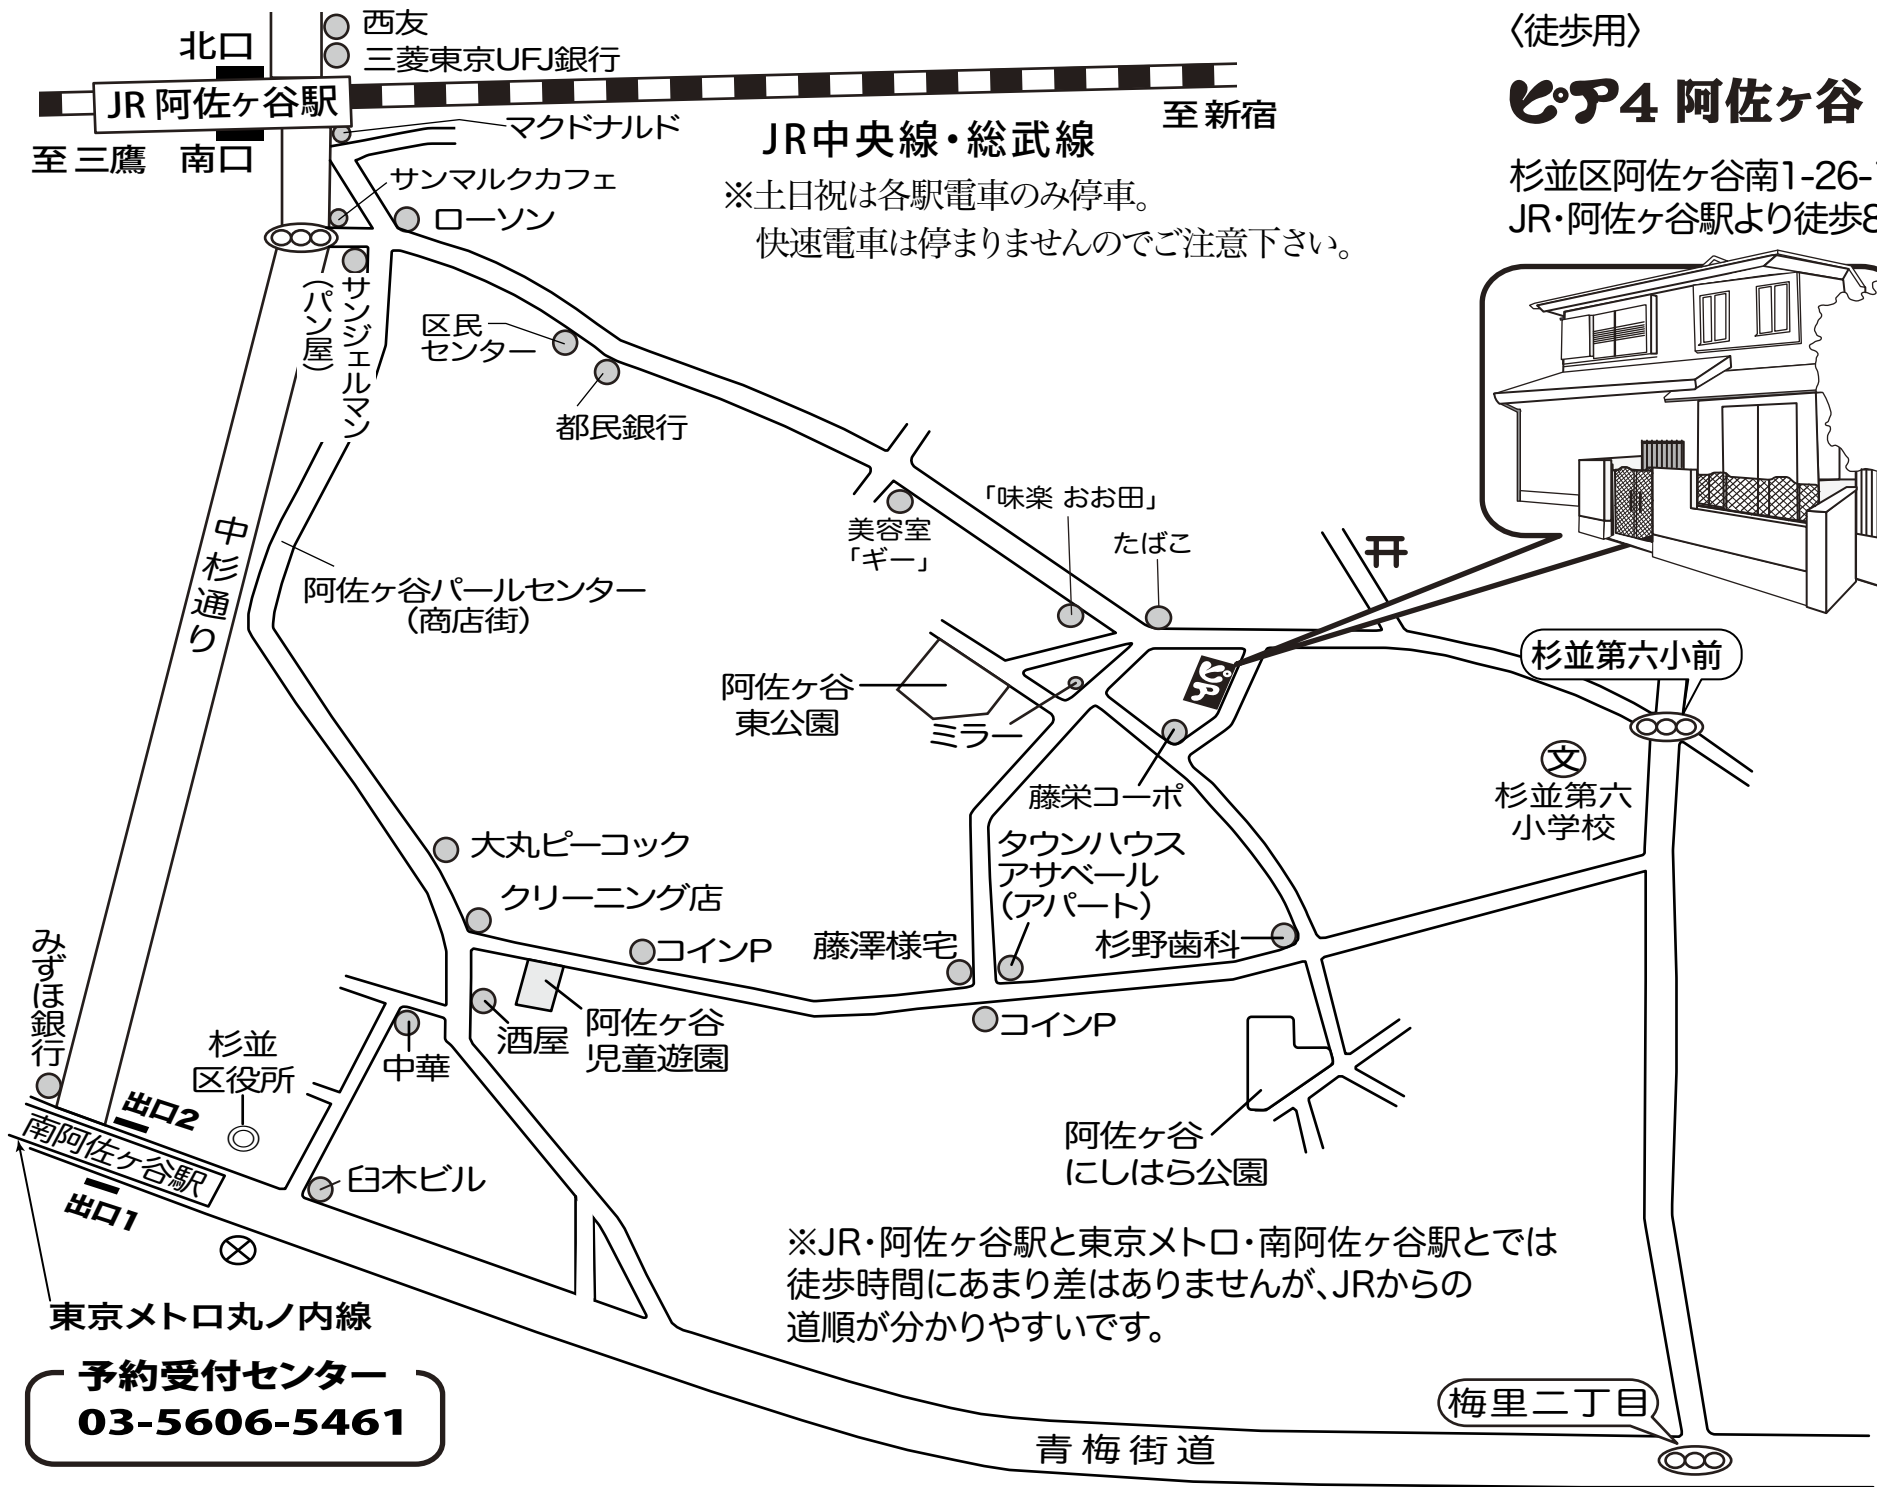 西友
三菱東京UFJ銀行
北口
JR 阿佐ヶ谷駅
至 三鷹
南口
マクドナルド
サンマルクカフェ
ローソン
JR中央線・総武線
至 新宿
※土日祝は各駅電車のみ停車。
快速電車は停まりませんのでご注意下さい。
〈徒歩用〉
ピア4 阿佐ヶ谷
杉並区阿佐ヶ谷南1-26-
JR・阿佐ヶ谷駅より徒歩8
サンジェルマン
（パン屋）
区民
センター
都民銀行
美容室
「ギー」
「味楽 おお田」
たばこ
中杉通り
阿佐ヶ谷パールセンター
（商店街）
阿佐ヶ谷
東公園
ミラー
ピア
杉並第六小前
藤栄コーポ
文
杉並第六
小学校
大丸ピーコック
クリーニング店
コインP
藤澤様宅
タウンハウス
アサベール
（アパート）
杉野歯科
コインP
みずほ銀行
杉並
区役所
中華
酒屋
阿佐ヶ谷
児童遊園
出口2
南阿佐ヶ谷駅
出口1
臼木ビル
阿佐ヶ谷
にしはら公園
※JR・阿佐ヶ谷駅と東京メトロ・南阿佐ヶ谷駅とでは
徒歩時間にあまり差はありませんが、JRからの
道順が分かりやすいです。
東京メトロ丸ノ内線
予約受付センター
03-5606-5461
梅里二丁目
青梅街道